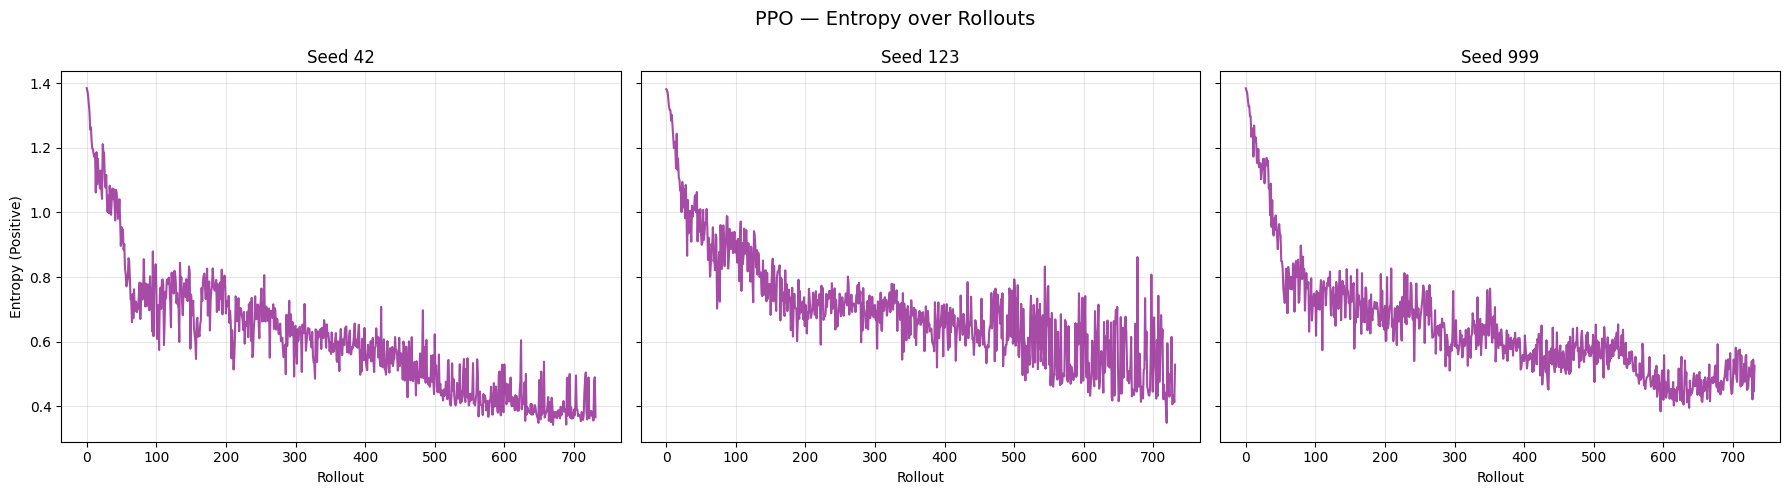 PPO — Entropy over Rollouts
Seed 42
Seed 123
Seed 999
Entropy (Positive)
1.4
1.2
1.0
0.8
0.6
0.4
0 100 200 300 400 500 600 700
0 100 200 300 400 500 600 700
0 100 200 300 400 500 600 700
Rollout
Rollout
Rollout